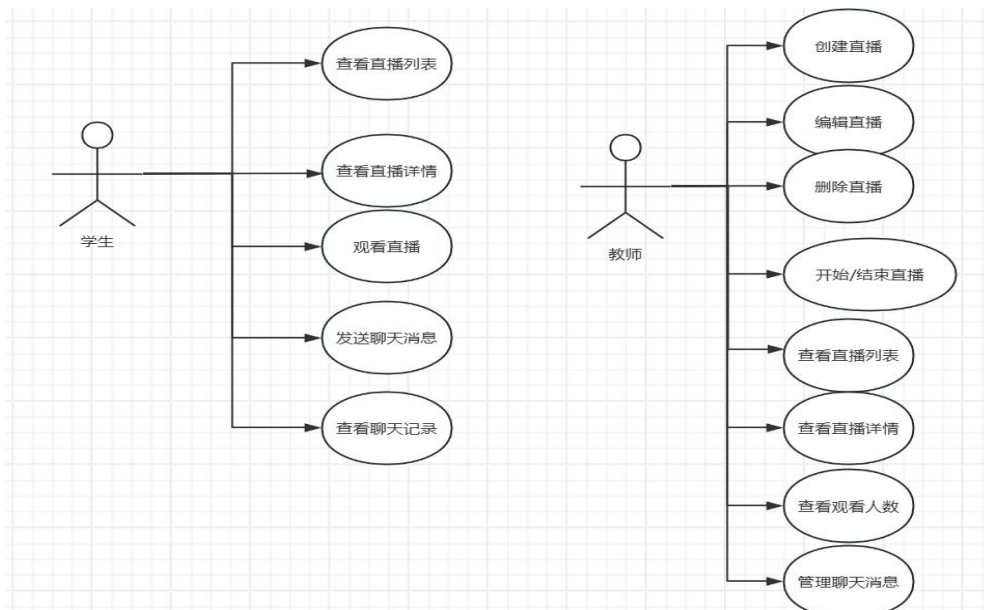 查看直播列表
查看直播详情
学生
观看直播
发送聊天消息
查看聊天记录
创建直播
编辑直播
删除直播
教师
开始/结束直播
查看直播列表
查看直播详情
查看观看人数
管理聊天消息